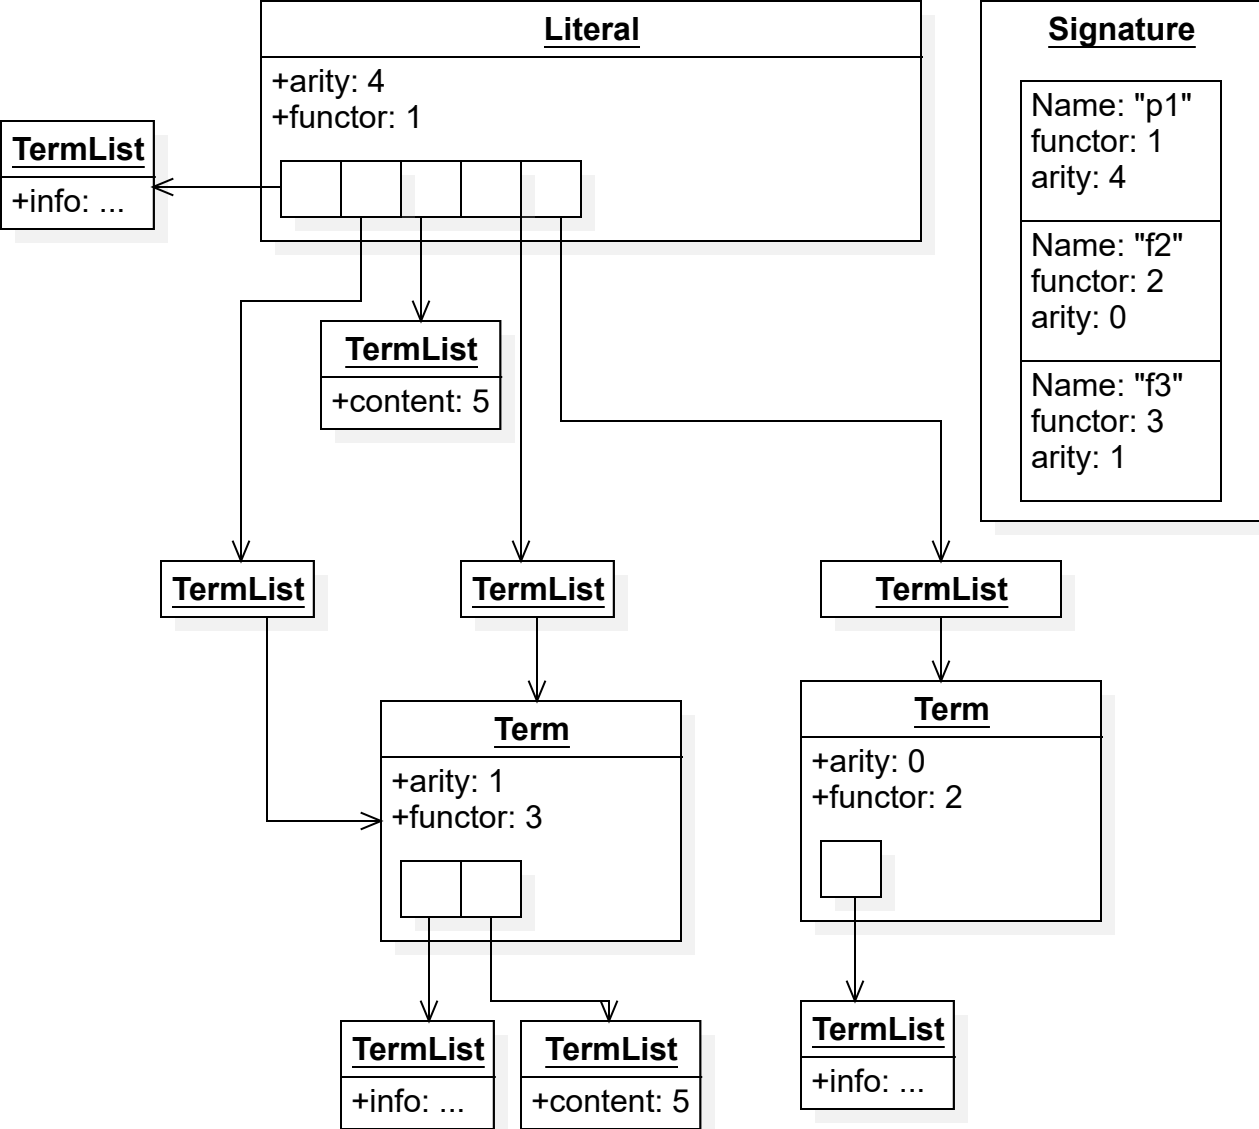 Literal
+arity: 4
+functor: 1
Signature
Name: "p1"
functor: 1
arity: 4
Name: "f2"
functor: 2
arity: 0
Name: "f3"
functor: 3
arity: 1
TermList
+info: ...
TermList
+content: 5
TermList
TermList
TermList
Term
+arity: 1
+functor: 3
Term
+arity: 0
+functor: 2
TermList
+info: ...
TermList
+content: 5
TermList
+info: ...